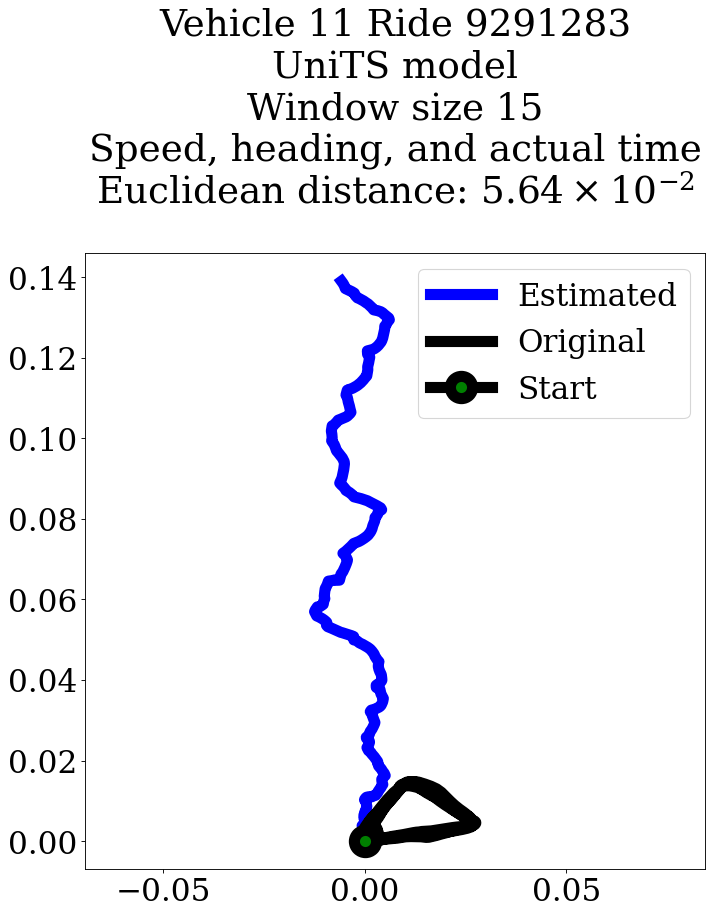 Vehicle 11 Ride 9291283
UniTS model
Window size 15
Speed, heading, and actual time
Euclidean distance: 5.64 × 10⁻²
Estimated
Original
Start
0.14
0.12
0.10
0.08
0.06
0.04
0.02
0.00
−0.05 0.00 0.05